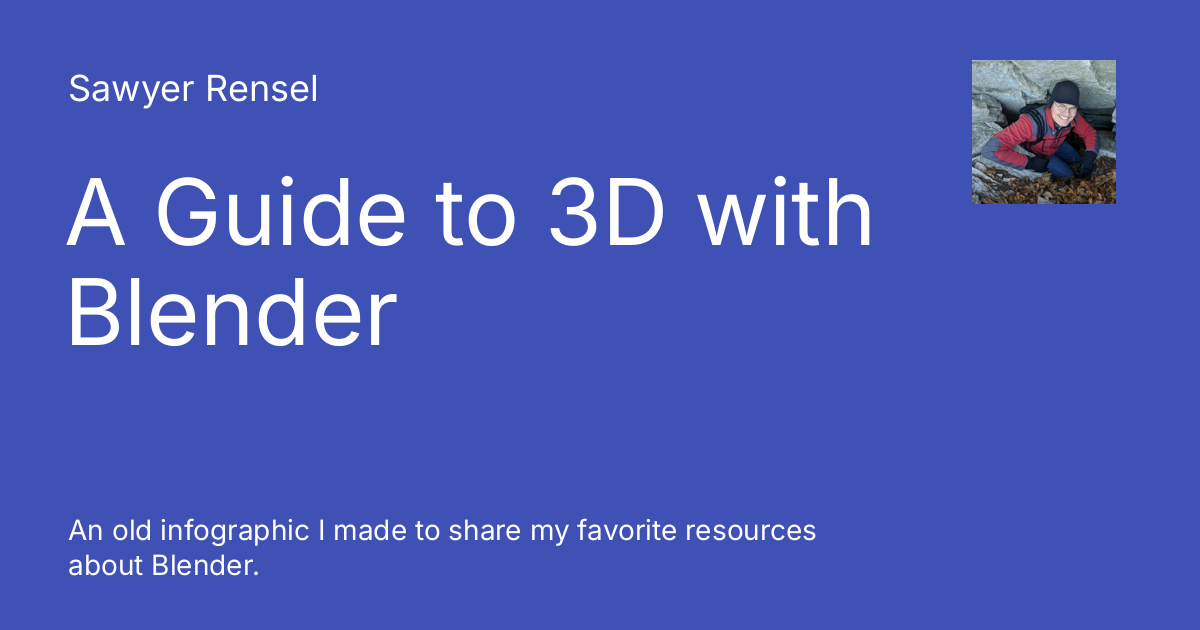 Sawyer Rensel
A Guide to 3D with
Blender
An old infographic I made to share my favorite resources
about Blender.